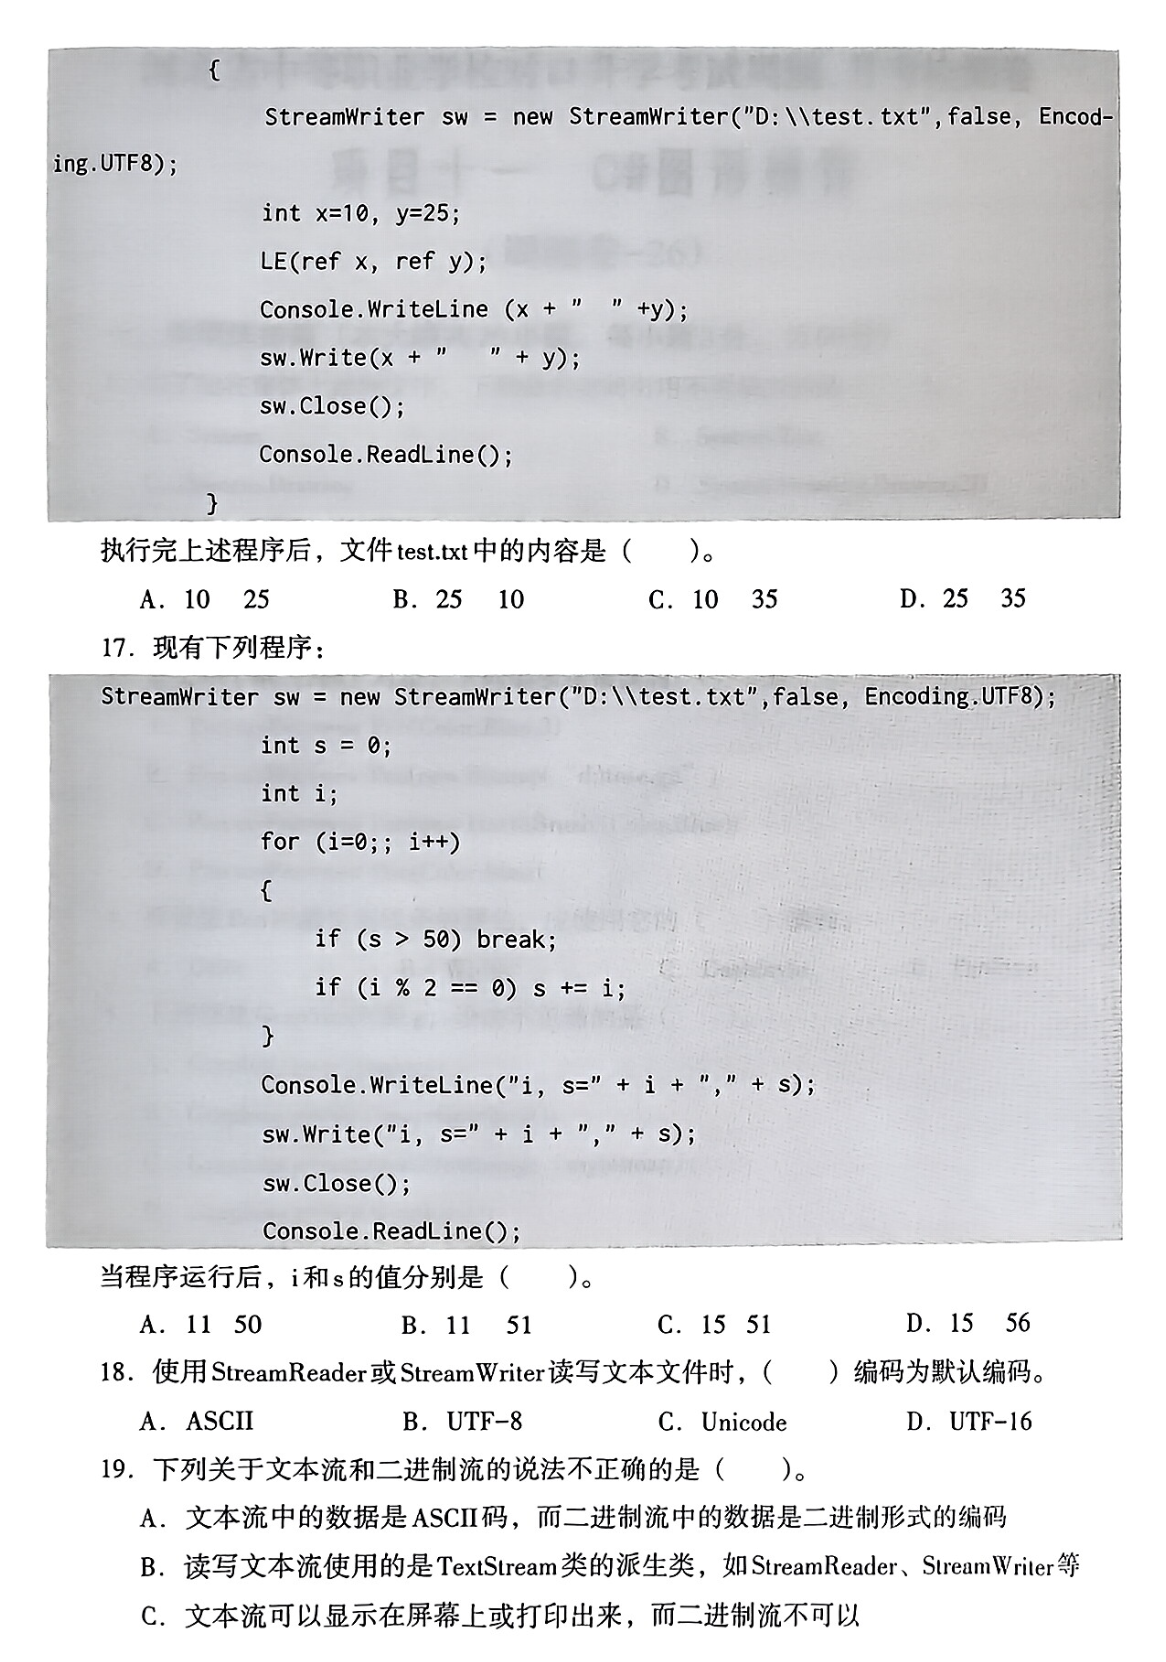 {
StreamWriter sw = new StreamWriter("D:\\test.txt",false, Encod-
ing.UTF8);
int x=10, y=25;
LE(ref x, ref y);
Console.WriteLine (x + "  " +y);
sw.Write(x + "   " + y);
sw.Close();
Console.ReadLine();
}
执行完上述程序后，文件test.txt中的内容是（　　）。
A．10　25　B．25　10　C．10　35　D．25　35
17．现有下列程序：
StreamWriter sw = new StreamWriter("D:\\test.txt",false, Encoding.UTF8);
int s = 0;
int i;
for (i=0;; i++)
{
if (s > 50) break;
if (i % 2 == 0) s += i;
}
Console.WriteLine("i, s=" + i + "," + s);
sw.Write("i, s=" + i + "," + s);
sw.Close();
Console.ReadLine();
当程序运行后，i和s的值分别是（　　）。
A．11 50　B．11　51　C．15 51　D．15　56
18．使用StreamReader或StreamWriter读写文本文件时，（　　）编码为默认编码。
A．ASCII　B．UTF-8　C．Unicode　D．UTF-16
19．下列关于文本流和二进制流的说法不正确的是（　　）。
A．文本流中的数据是ASCII码，而二进制流中的数据是二进制形式的编码
B．读写文本流使用的是TextStream类的派生类，如StreamReader、StreamWriter等
C．文本流可以显示在屏幕上或打印出来，而二进制流不可以